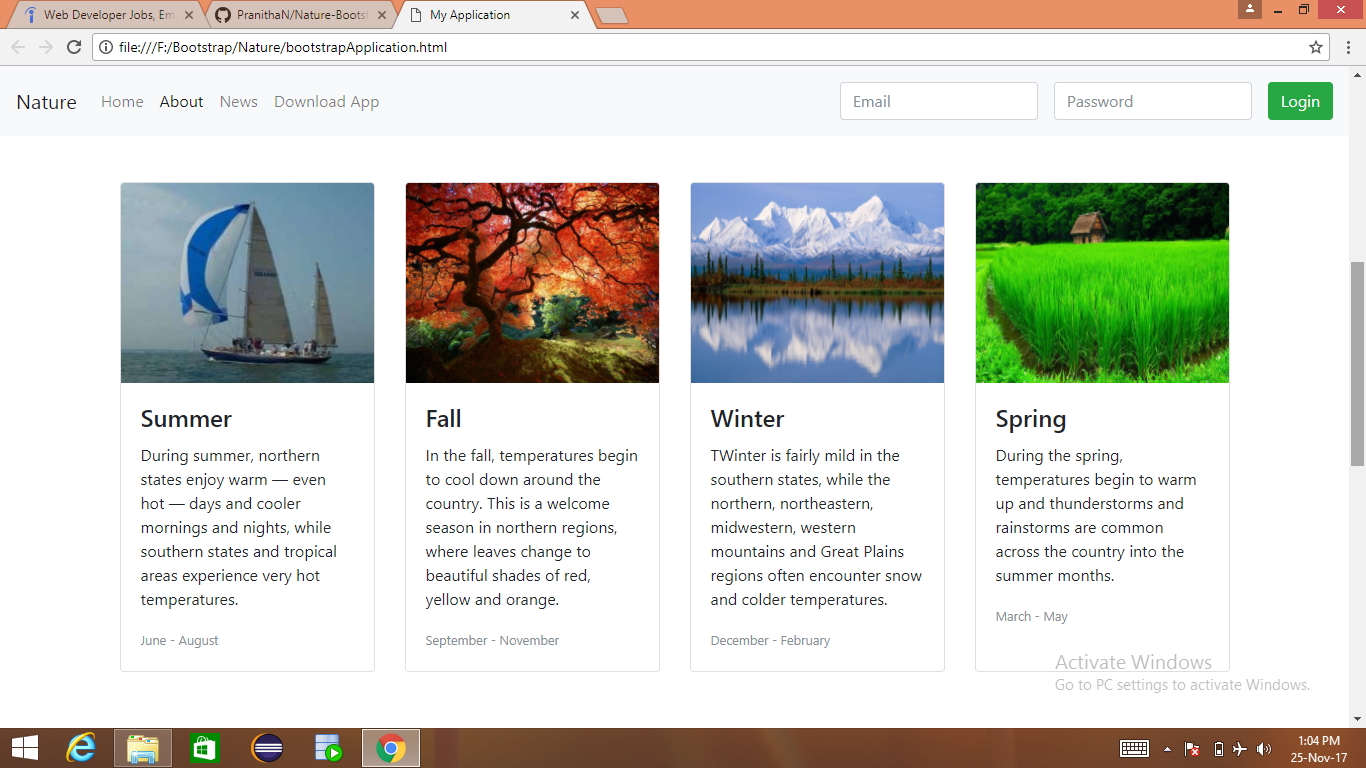 Web Developer Jobs, Em
PranithaN/Nature-Boots
My Application
file:///F:/Bootstrap/Nature/bootstrapApplication.html
Nature Home About News Download App Email Password Login
Summer
During summer, northern
states enjoy warm — even
hot — days and cooler
mornings and nights, while
southern states and tropical
areas experience very hot
temperatures.
June - August
Fall
In the fall, temperatures begin
to cool down around the
country. This is a welcome
season in northern regions,
where leaves change to
beautiful shades of red,
yellow and orange.
September - November
Winter
TWinter is fairly mild in the
southern states, while the
northern, northeastern,
midwestern, western
mountains and Great Plains
regions often encounter snow
and colder temperatures.
December - February
Spring
During the spring,
temperatures begin to warm
up and thunderstorms and
rainstorms are common
across the country into the
summer months.
March - May
Activate Windows
Go to PC settings to activate Windows.
1:04 PM
25-Nov-17